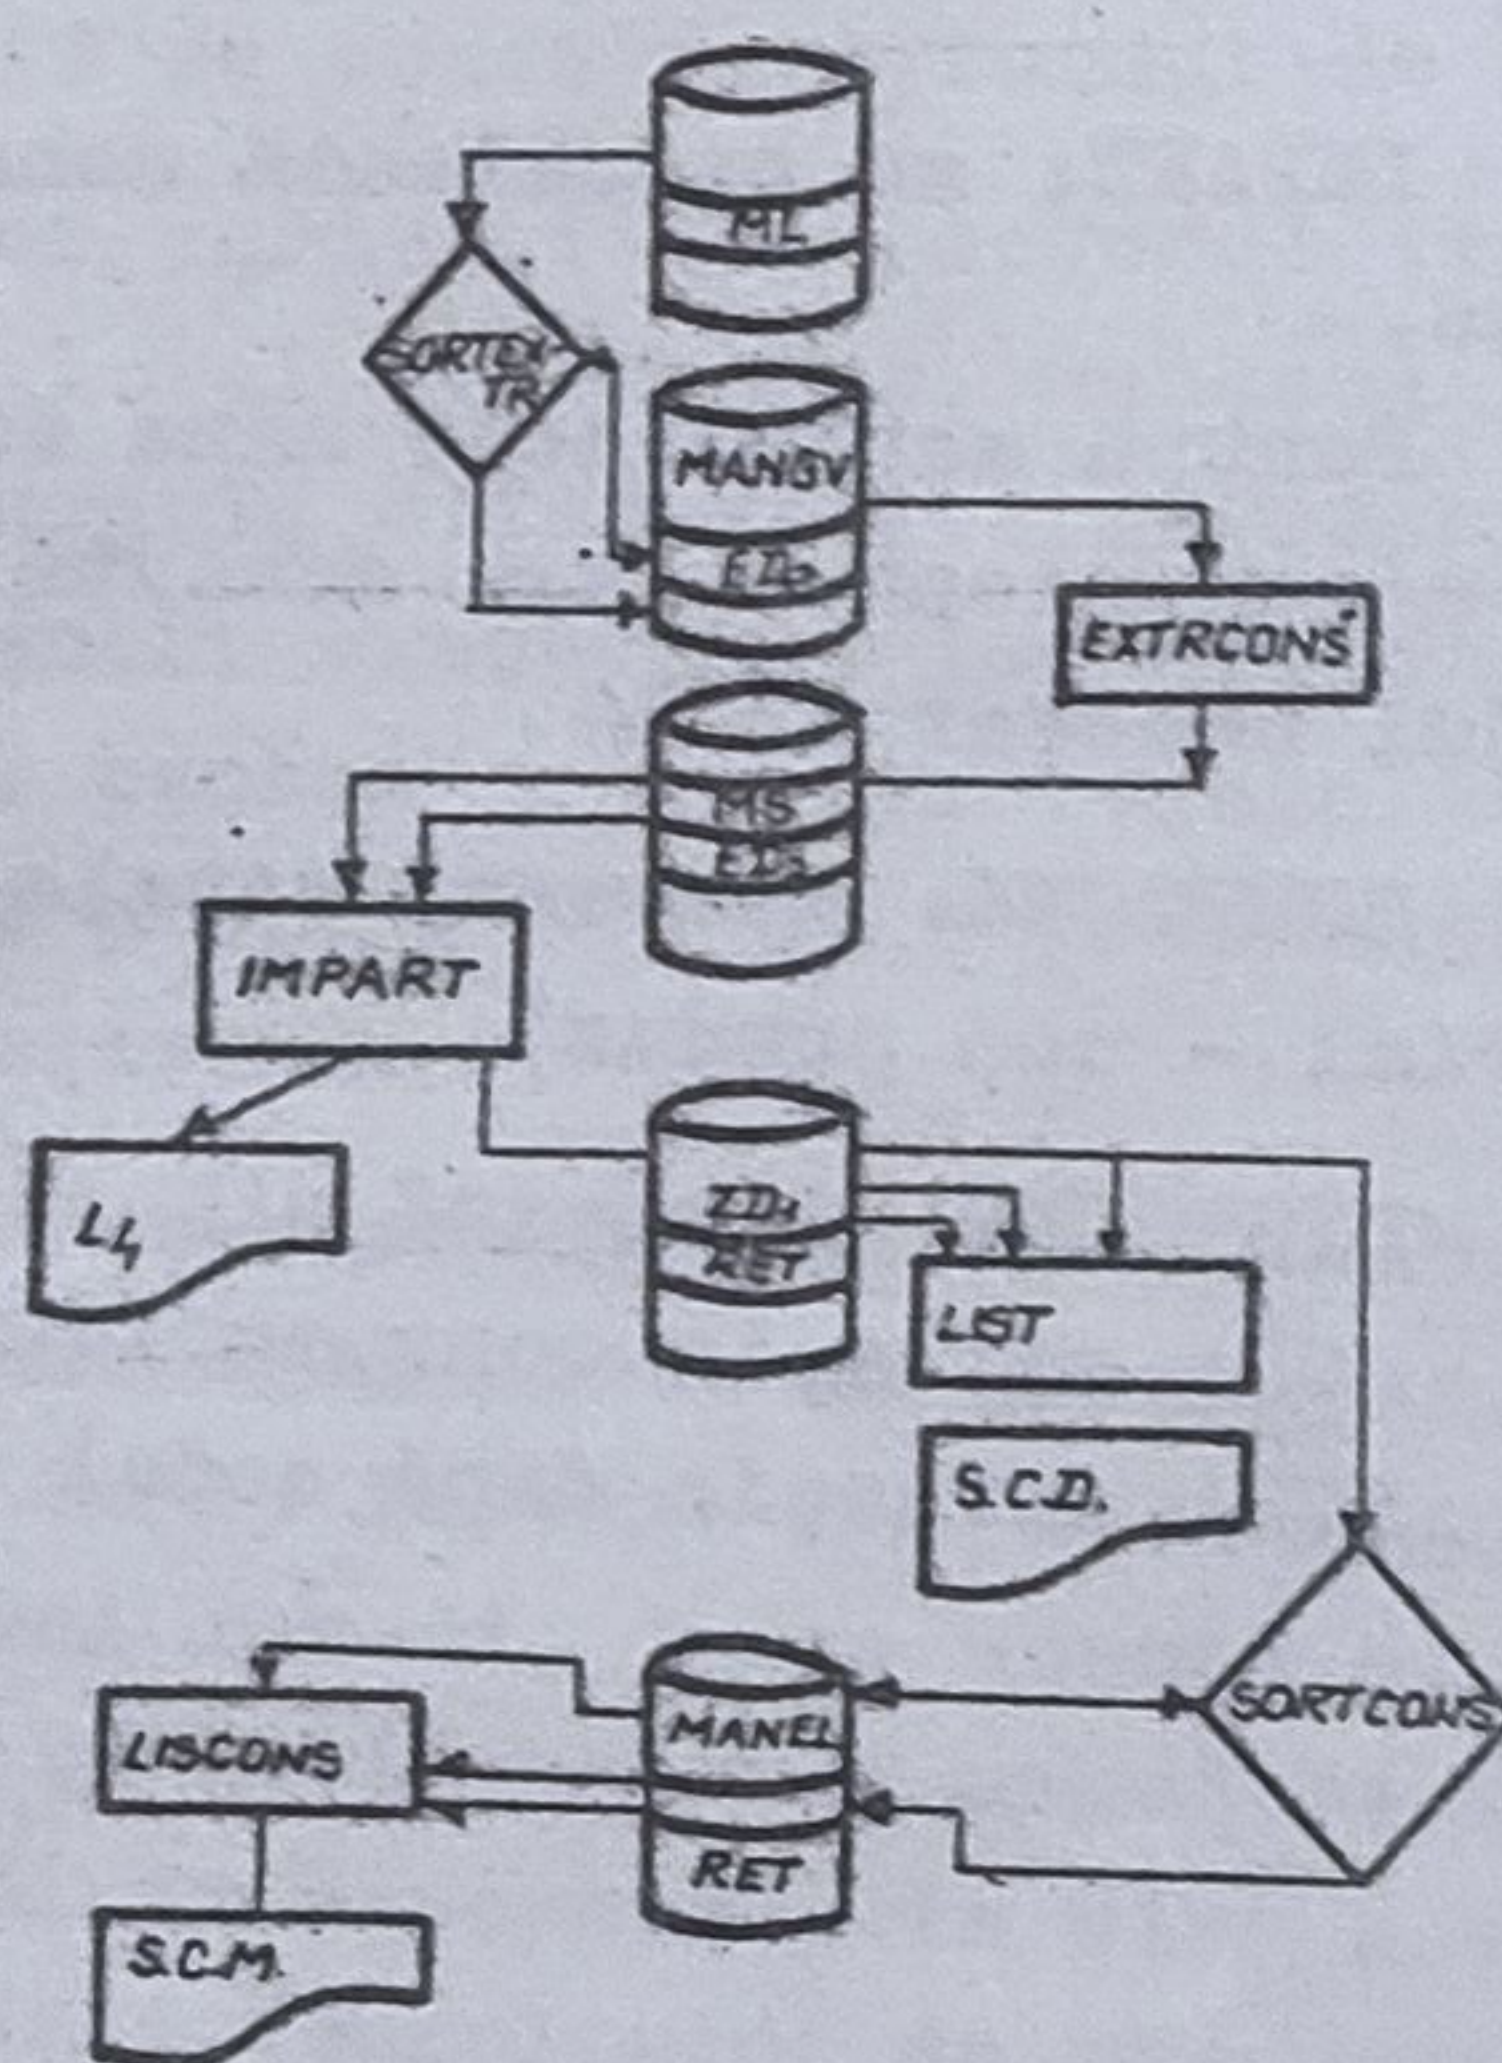 ML
SORTEX-
TR
MANGV
EXTRCONS
MS
IMPART
L4
RET
LIST
S.C.D.
SORTCONS
MANEL
LISCONS
RET
S.C.M.